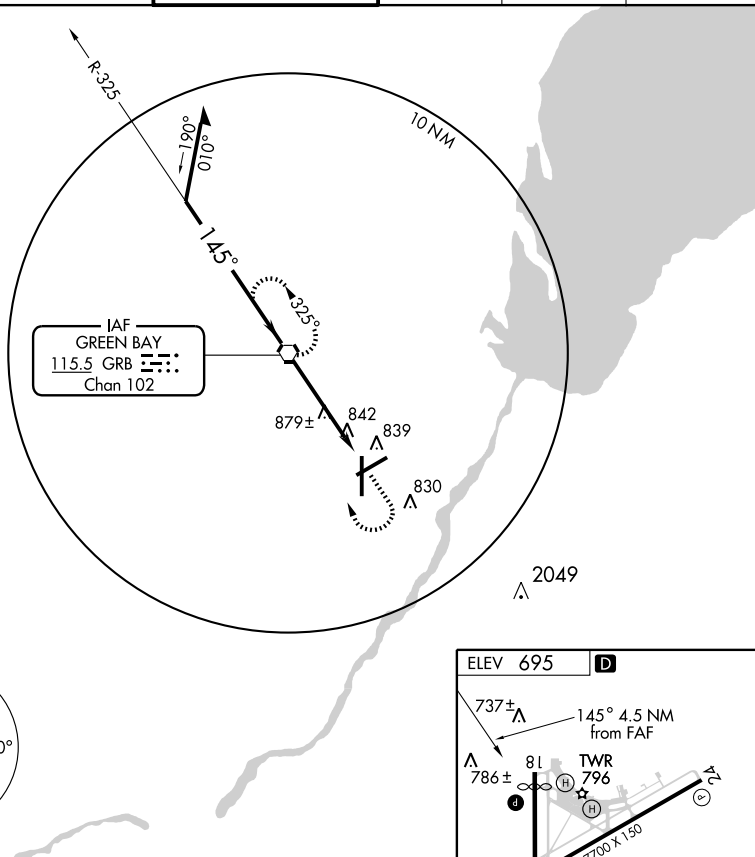 R-325
190°
010°
10 NM
145°
325°
IAF
GREEN BAY
115.5 GRB
Chan 102
879±
842
839
830
2049
ELEV 695 D
737±
145° 4.5 NM
from FAF
0°
18
TWR
796
786±
H
H
P
24
P
7700 X 150